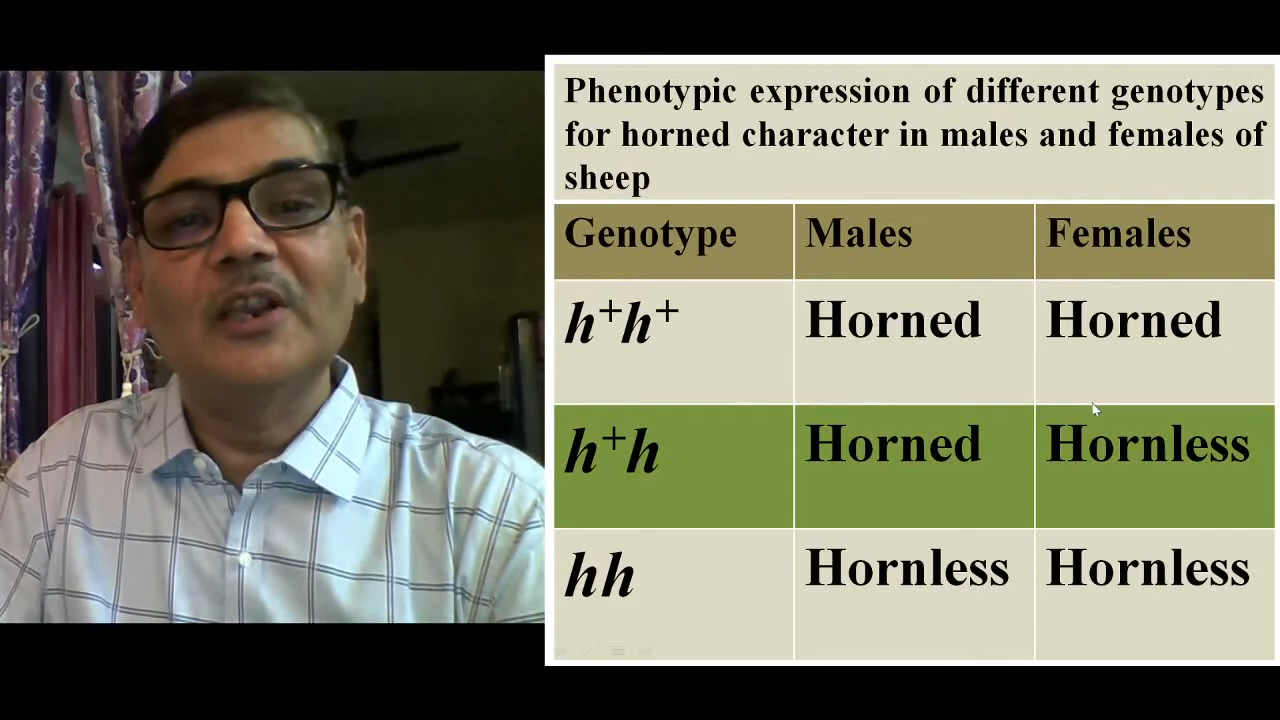 Phenotypic expression of different genotypes
for horned character in males and females of
sheep
Genotype Males Females
h⁺h⁺ Horned Horned
h⁺h Horned Hornless
hh Hornless Hornless